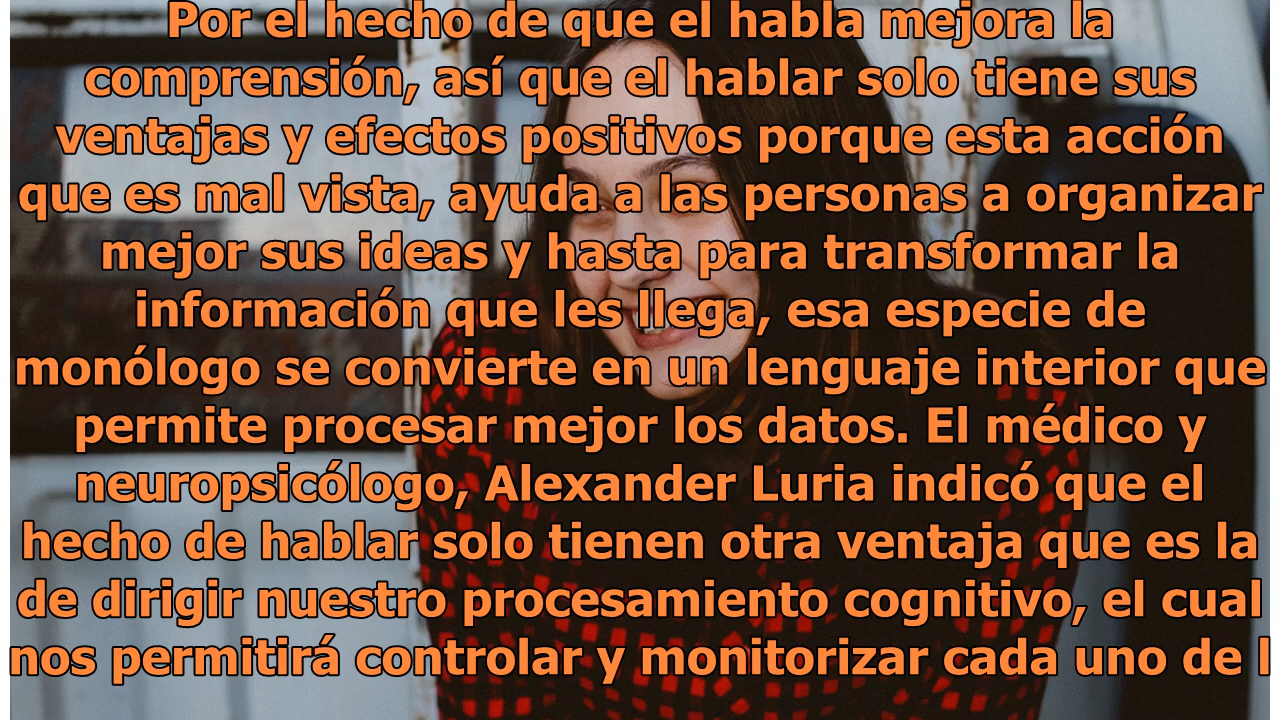 Por el hecho de que el habla mejora la
comprensión, así que el hablar solo tiene sus
ventajas y efectos positivos porque esta acción
que es mal vista, ayuda a las personas a organizar
mejor sus ideas y hasta para transformar la
información que les llega, esa especie de
monólogo se convierte en un lenguaje interior que
permite procesar mejor los datos. El médico y
neuropsicólogo, Alexander Luria indicó que el
hecho de hablar solo tienen otra ventaja que es la
de dirigir nuestro procesamiento cognitivo, el cual
nos permitirá controlar y monitorizar cada uno de l